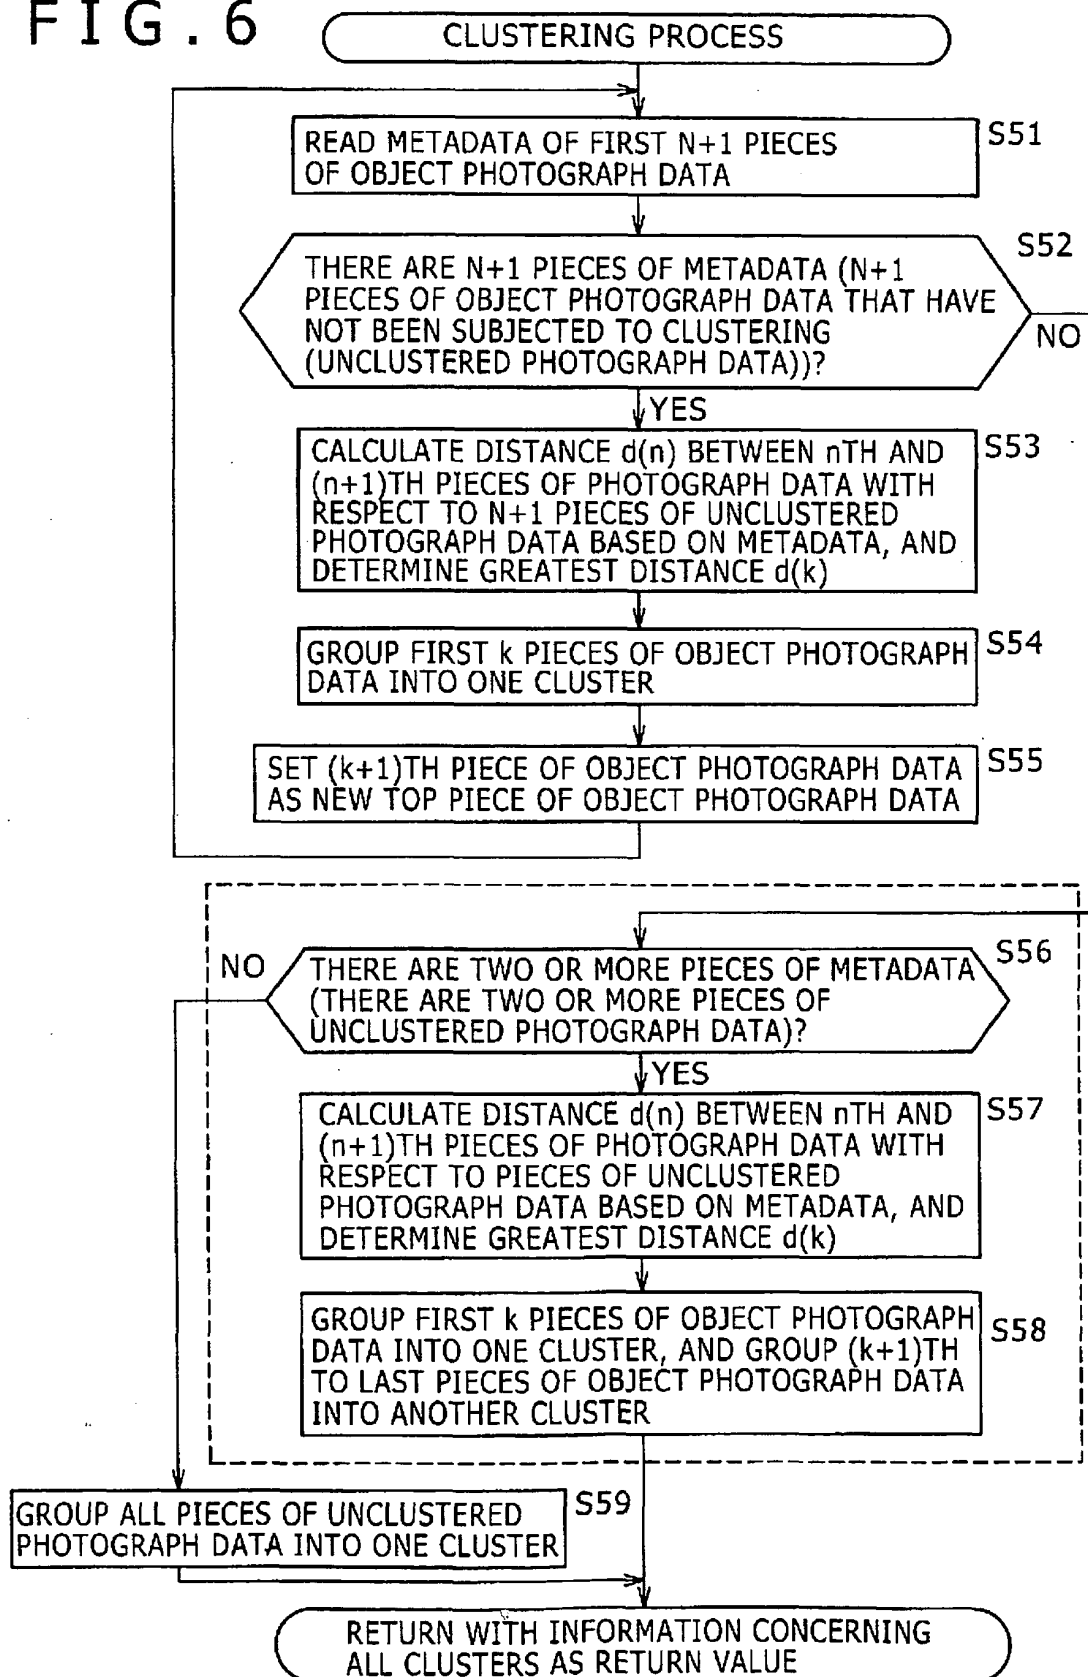 FIG. 6
CLUSTERING PROCESS
READ METADATA OF FIRST N+1 PIECES
OF OBJECT PHOTOGRAPH DATA
S51
THERE ARE N+1 PIECES OF METADATA (N+1
PIECES OF OBJECT PHOTOGRAPH DATA THAT HAVE
NOT BEEN SUBJECTED TO CLUSTERING
(UNCLUSTERED PHOTOGRAPH DATA))?
S52
NO
YES
CALCULATE DISTANCE d(n) BETWEEN nTH AND
(n+1)TH PIECES OF PHOTOGRAPH DATA WITH
RESPECT TO N+1 PIECES OF UNCLUSTERED
PHOTOGRAPH DATA BASED ON METADATA, AND
DETERMINE GREATEST DISTANCE d(k)
S53
GROUP FIRST k PIECES OF OBJECT PHOTOGRAPH
DATA INTO ONE CLUSTER
S54
SET (k+1)TH PIECE OF OBJECT PHOTOGRAPH DATA
AS NEW TOP PIECE OF OBJECT PHOTOGRAPH DATA
S55
NO
THERE ARE TWO OR MORE PIECES OF METADATA
(THERE ARE TWO OR MORE PIECES OF
UNCLUSTERED PHOTOGRAPH DATA)?
S56
YES
CALCULATE DISTANCE d(n) BETWEEN nTH AND
(n+1)TH PIECES OF PHOTOGRAPH DATA WITH
RESPECT TO PIECES OF UNCLUSTERED
PHOTOGRAPH DATA BASED ON METADATA, AND
DETERMINE GREATEST DISTANCE d(k)
S57
GROUP FIRST k PIECES OF OBJECT PHOTOGRAPH
DATA INTO ONE CLUSTER, AND GROUP (k+1)TH
TO LAST PIECES OF OBJECT PHOTOGRAPH DATA
INTO ANOTHER CLUSTER
S58
GROUP ALL PIECES OF UNCLUSTERED
PHOTOGRAPH DATA INTO ONE CLUSTER
S59
RETURN WITH INFORMATION CONCERNING
ALL CLUSTERS AS RETURN VALUE